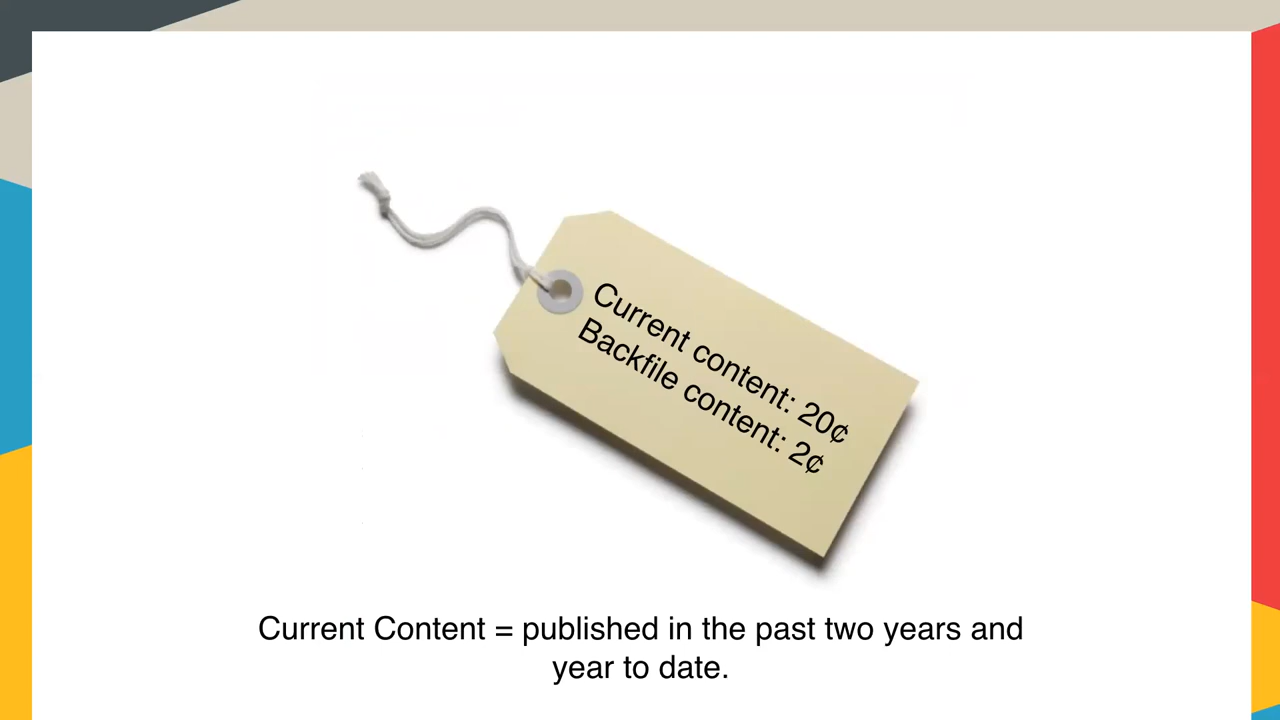 Current content: 20¢
Backfile content: 2¢
Current Content = published in the past two years and
year to date.